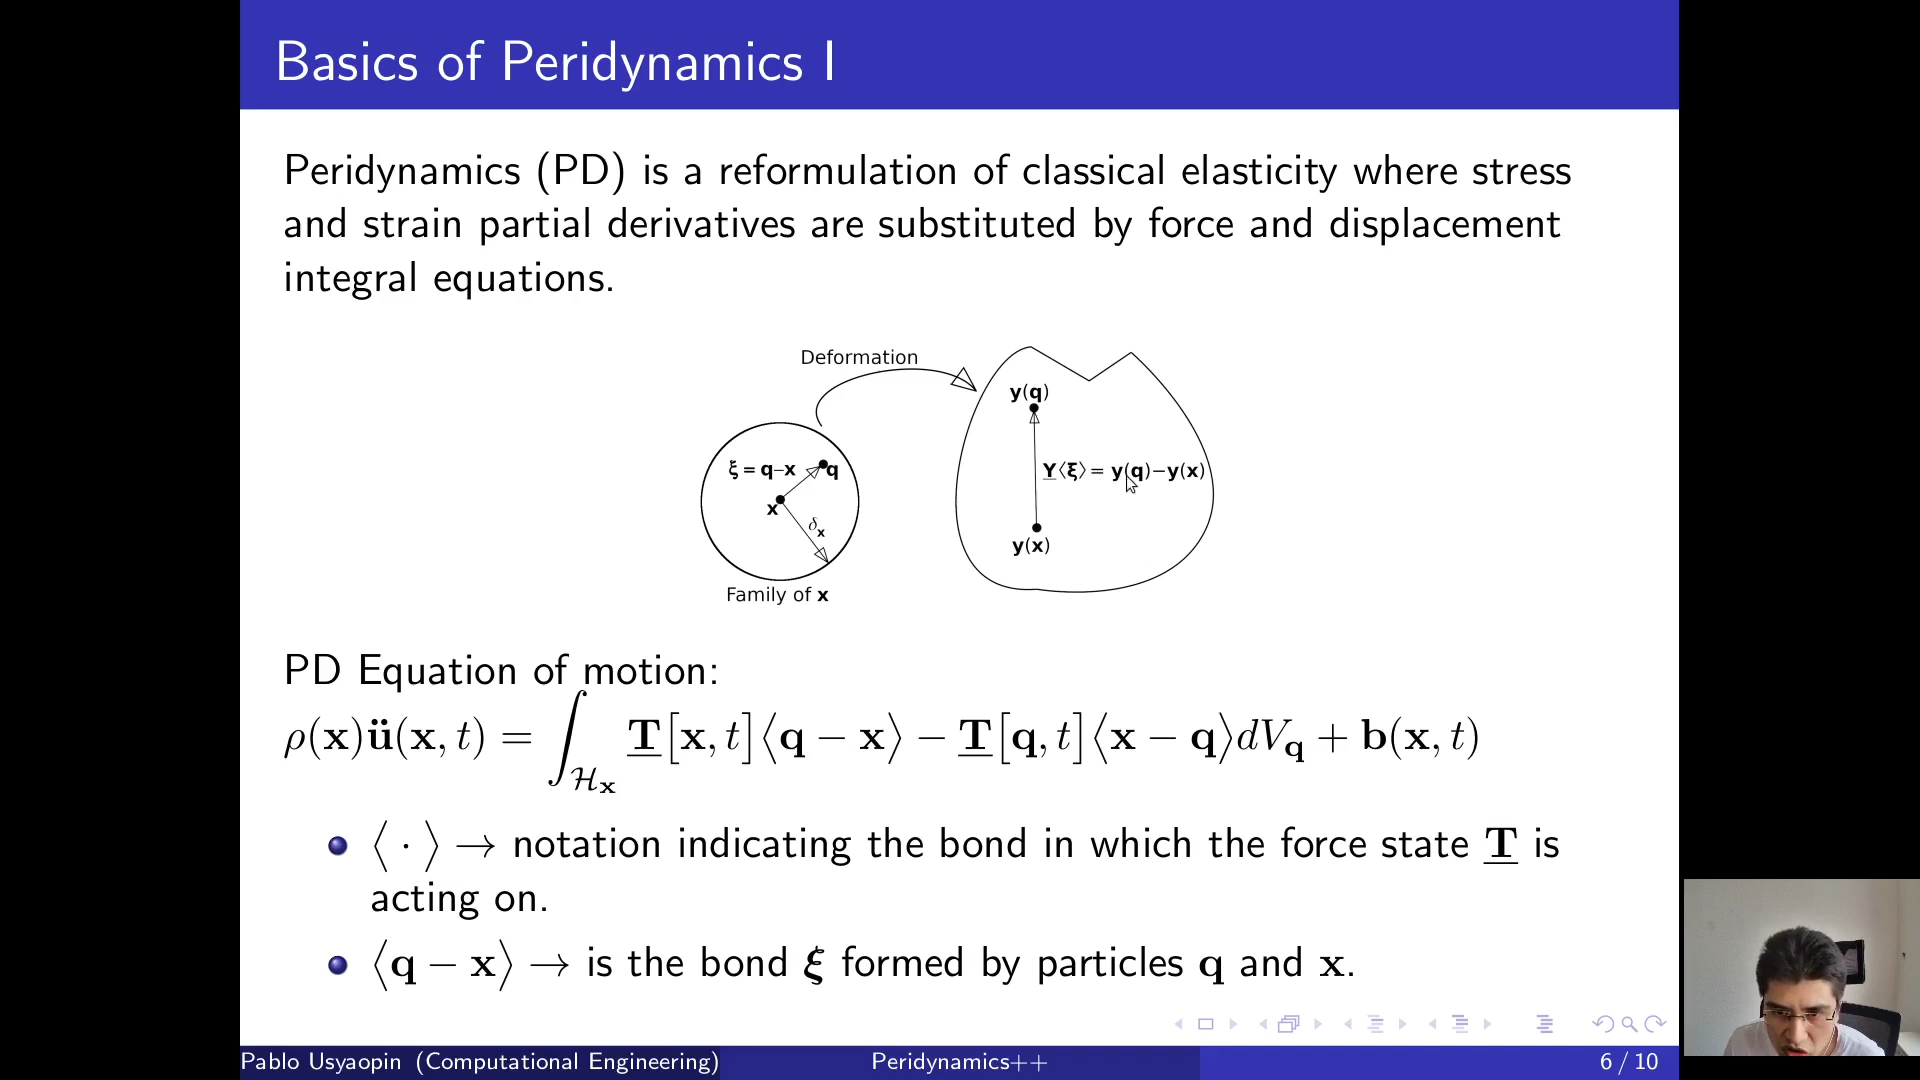 Basics of Peridynamics I
Peridynamics (PD) is a reformulation of classical elasticity where stress
and strain partial derivatives are substituted by force and displacement
integral equations.
Deformation
y(q)
ξ = q–x
q
Y⟨ξ⟩ = y(q)−y(x)
x
δₓ
y(x)
Family of x
PD Equation of motion:
ρ(x)ü(x, t) = ∫_{ℋₓ} T[x, t]⟨q − x⟩ − T[q, t]⟨x − q⟩dV_q + b(x, t)
⟨ · ⟩ → notation indicating the bond in which the force state T is
acting on.
⟨q − x⟩ → is the bond ξ formed by particles q and x.
Pablo Usyaopin (Computational Engineering) Peridynamics++ 6 / 10